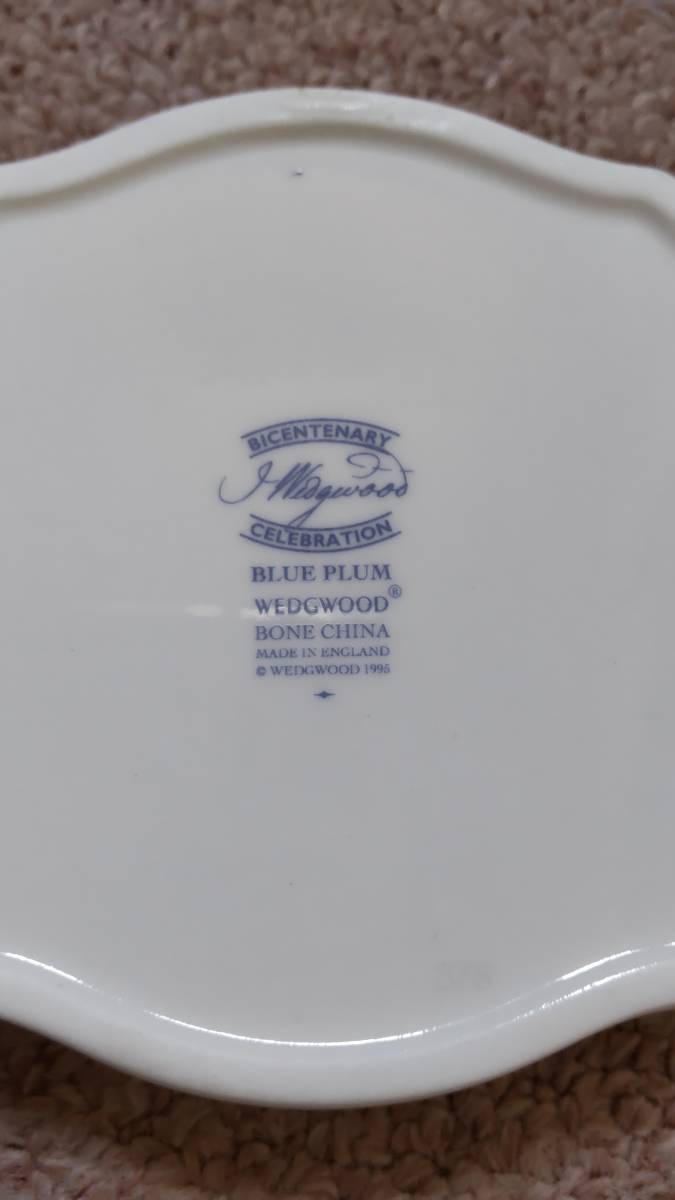 BICENTENARY
J Wedgwood
CELEBRATION
BLUE PLUM
WEDGWOOD®
BONE CHINA
MADE IN ENGLAND
© WEDGWOOD 1995